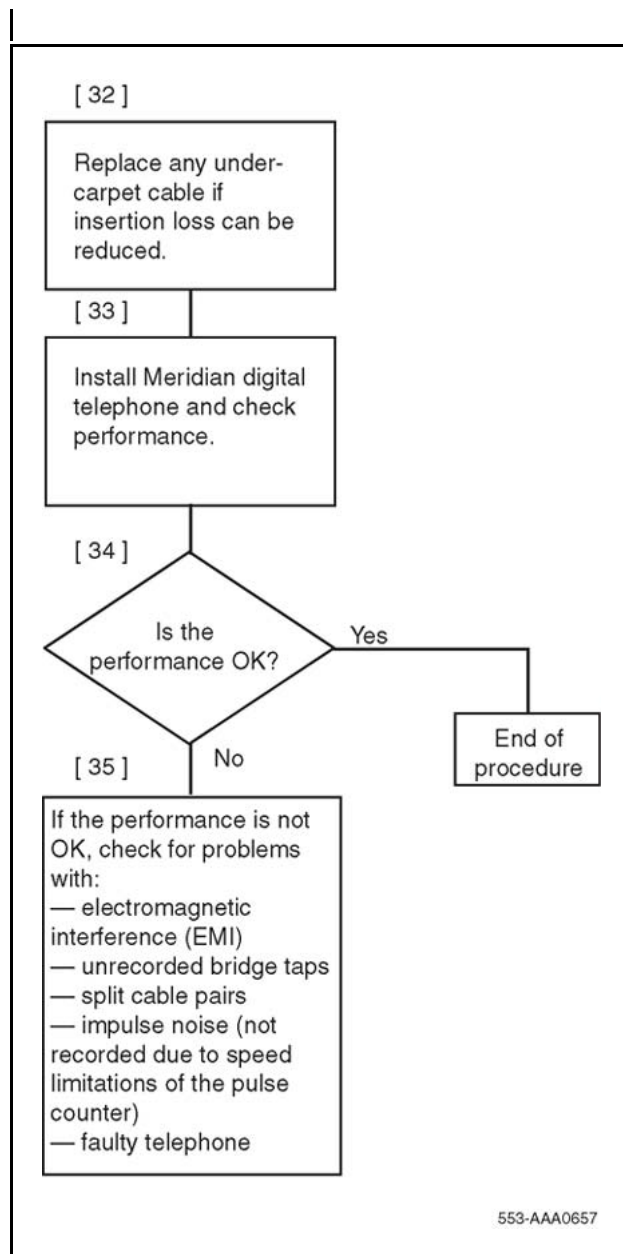 [ 32 ]
Replace any under-
carpet cable if
insertion loss can be
reduced.
[ 33 ]
Install Meridian digital
telephone and check
performance.
[ 34 ]
Is the
performance OK?
Yes
End of
procedure
No
[ 35 ]
If the performance is not
OK, check for problems
with:
— electromagnetic
interference (EMI)
— unrecorded bridge taps
— split cable pairs
— impulse noise (not
recorded due to speed
limitations of the pulse
counter)
— faulty telephone
553-AAA0657